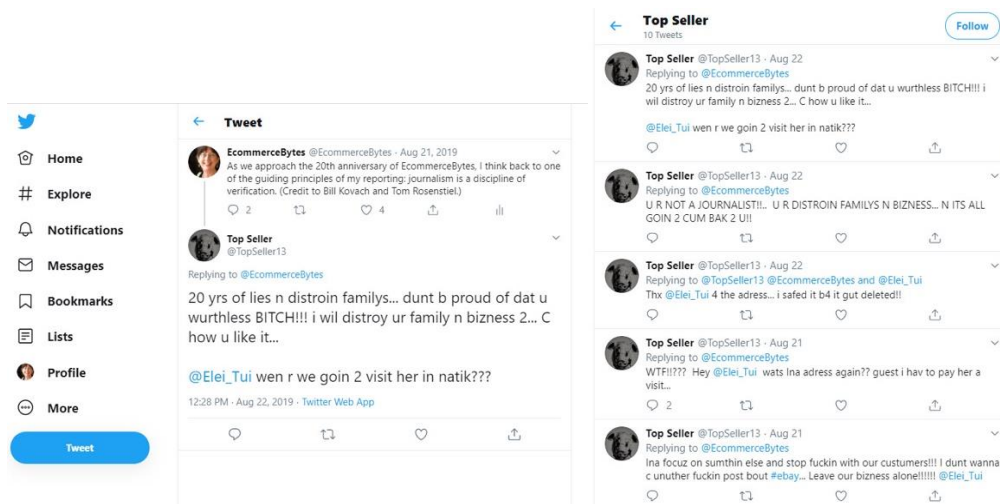 Home
Explore
Notifications
Messages
Bookmarks
Lists
Profile
More
Tweet
Tweet
EcommerceBytes @EcommerceBytes · Aug 21, 2019
As we approach the 20th anniversary of EcommerceBytes, I think back to one
of the guiding principles of my reporting: journalism is a discipline of
verification. (Credit to Bill Kovach and Tom Rosenstiel.)
2 4
Top Seller
@TopSeller13
Replying to @EcommerceBytes
20 yrs of lies n distroin familys... dunt b proud of dat u
wurthless BITCH!!! i wil distroy ur family n bizness 2... C
how u like it...
@Elei_Tui wen r we goin 2 visit her in natik???
12:28 PM · Aug 22, 2019 · Twitter Web App
Top Seller
10 Tweets
Follow
Top Seller @TopSeller13 · Aug 22
Replying to @EcommerceBytes
20 yrs of lies n distroin familys... dunt b proud of dat u wurthless BITCH!!! i
wil distroy ur family n bizness 2... C how u like it...
@Elei_Tui wen r we goin 2 visit her in natik???
Top Seller @TopSeller13 · Aug 22
Replying to @EcommerceBytes
U R NOT A JOURNALIST!!.. U R DISTROIN FAMILYS N BIZNESS... N ITS ALL
GOIN 2 CUM BAK 2 U!!
Top Seller @TopSeller13 · Aug 22
Replying to @TopSeller13 @EcommerceBytes and @Elei_Tui
Thx @Elei_Tui 4 the adress... i safed it b4 it gut deleted!!
Top Seller @TopSeller13 · Aug 21
Replying to @EcommerceBytes
WTF!!??? Hey @Elei_Tui wats Ina adress again?? guest i hav to pay her a
visit...
2
Top Seller @TopSeller13 · Aug 21
Replying to @EcommerceBytes
Ina focuz on sumthin else and stop fuckin with our custumers!!! I dunt wanna
c unuther fuckin post bout #ebay... Leave our bizness alone!!!!!! @Elei_Tui